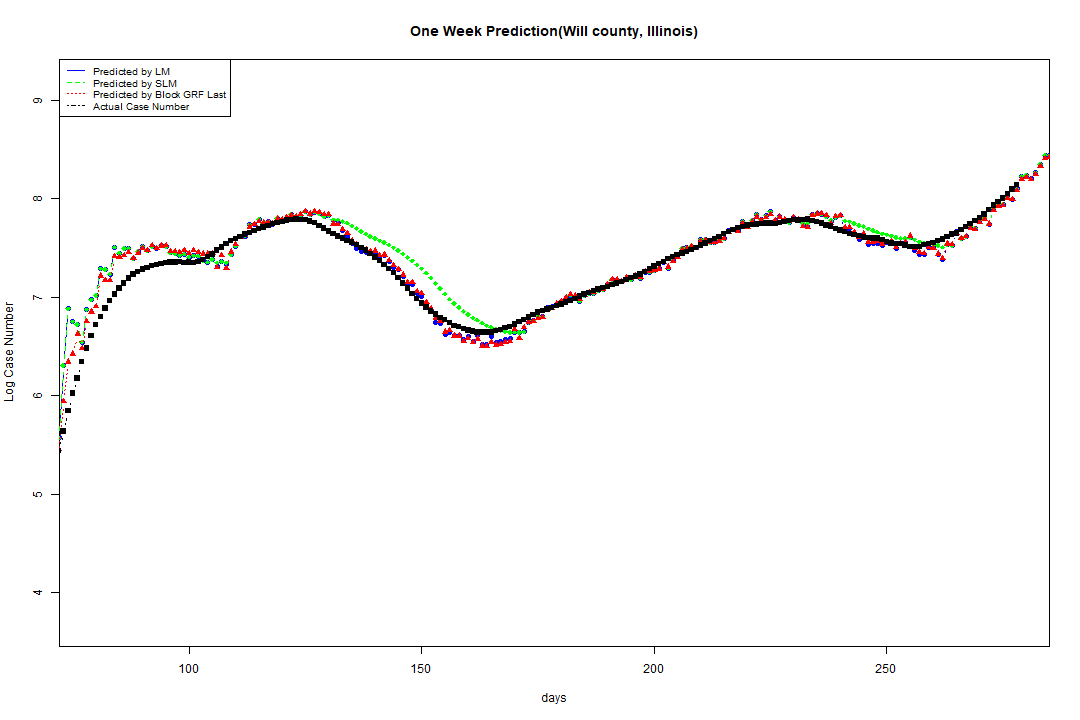 One Week Prediction(Will county, Illinois)
Predicted by LM
Predicted by SLM
Predicted by Block GRF Last
Actual Case Number
9
8
7
6
5
4
Log Case Number
100 150 200 250
days